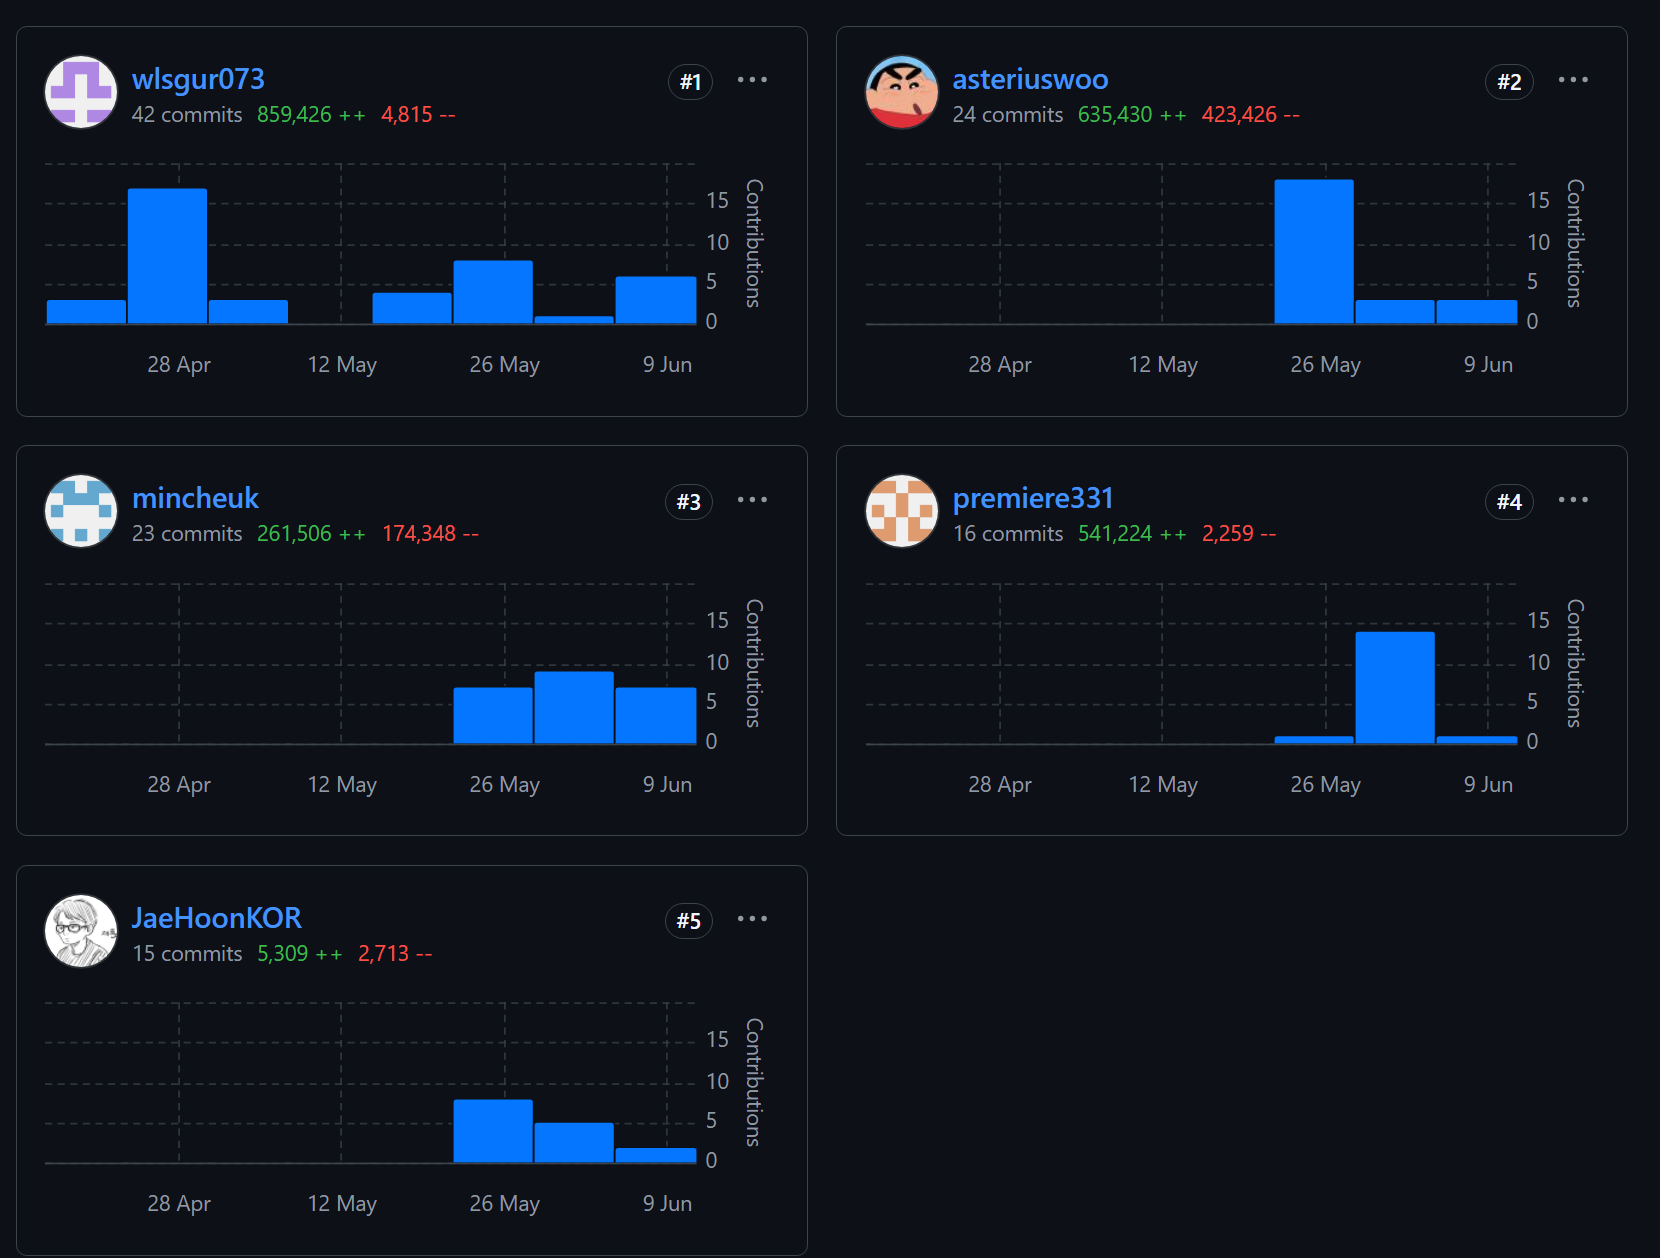 wlsgur073
#1
42 commits 859,426 ++ 4,815 --
Contributions
15
10
5
0
28 Apr 12 May 26 May 9 Jun
asteriuswoo
#2
24 commits 635,430 ++ 423,426 --
Contributions
15
10
5
0
28 Apr 12 May 26 May 9 Jun
mincheuk
#3
23 commits 261,506 ++ 174,348 --
Contributions
15
10
5
0
28 Apr 12 May 26 May 9 Jun
premiere331
#4
16 commits 541,224 ++ 2,259 --
Contributions
15
10
5
0
28 Apr 12 May 26 May 9 Jun
JaeHoonKOR
#5
15 commits 5,309 ++ 2,713 --
Contributions
15
10
5
0
28 Apr 12 May 26 May 9 Jun